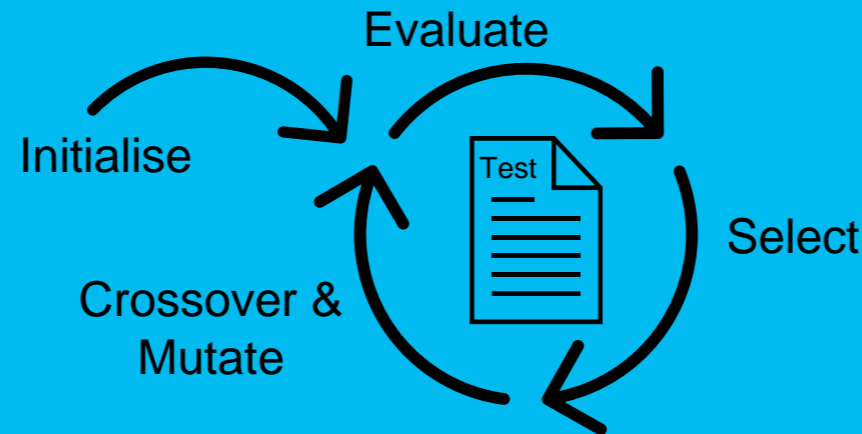 Evaluate
Initialise
Test
Select
Crossover &
Mutate